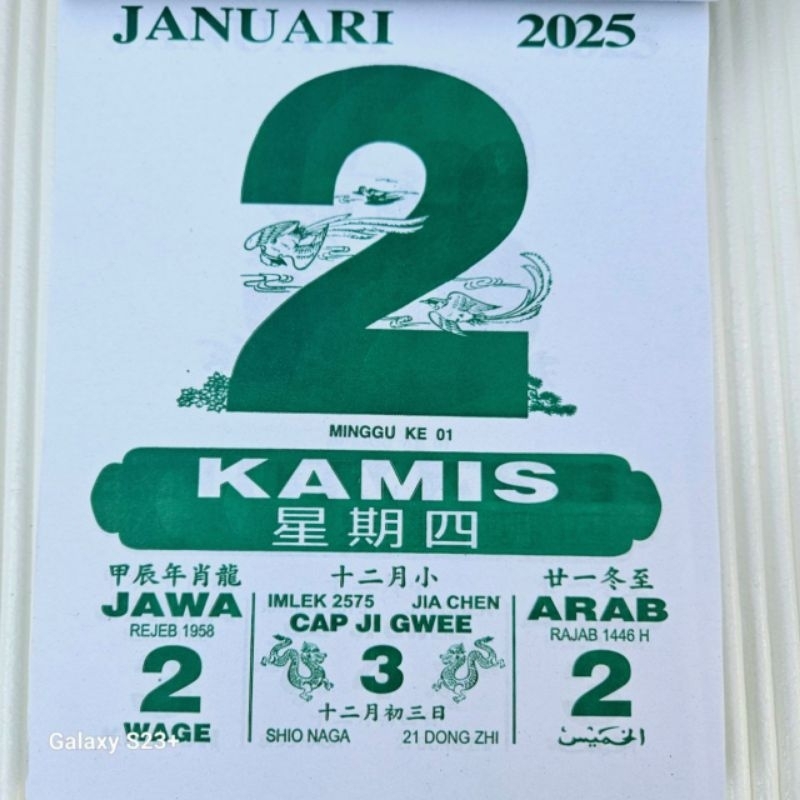 JANUARI 2025
2
MINGGU KE 01
KAMIS
星期四
甲辰年肖龍
JAWA
REJEB 1958
2
WAGE
十二月小
IMLEK 2575 JIA CHEN
CAP JI GWEE
3
十二月初三日
SHIO NAGA 21 DONG ZHI
廿一冬至
ARAB
RAJAB 1446 H
2
الخميس
Galaxy S23+